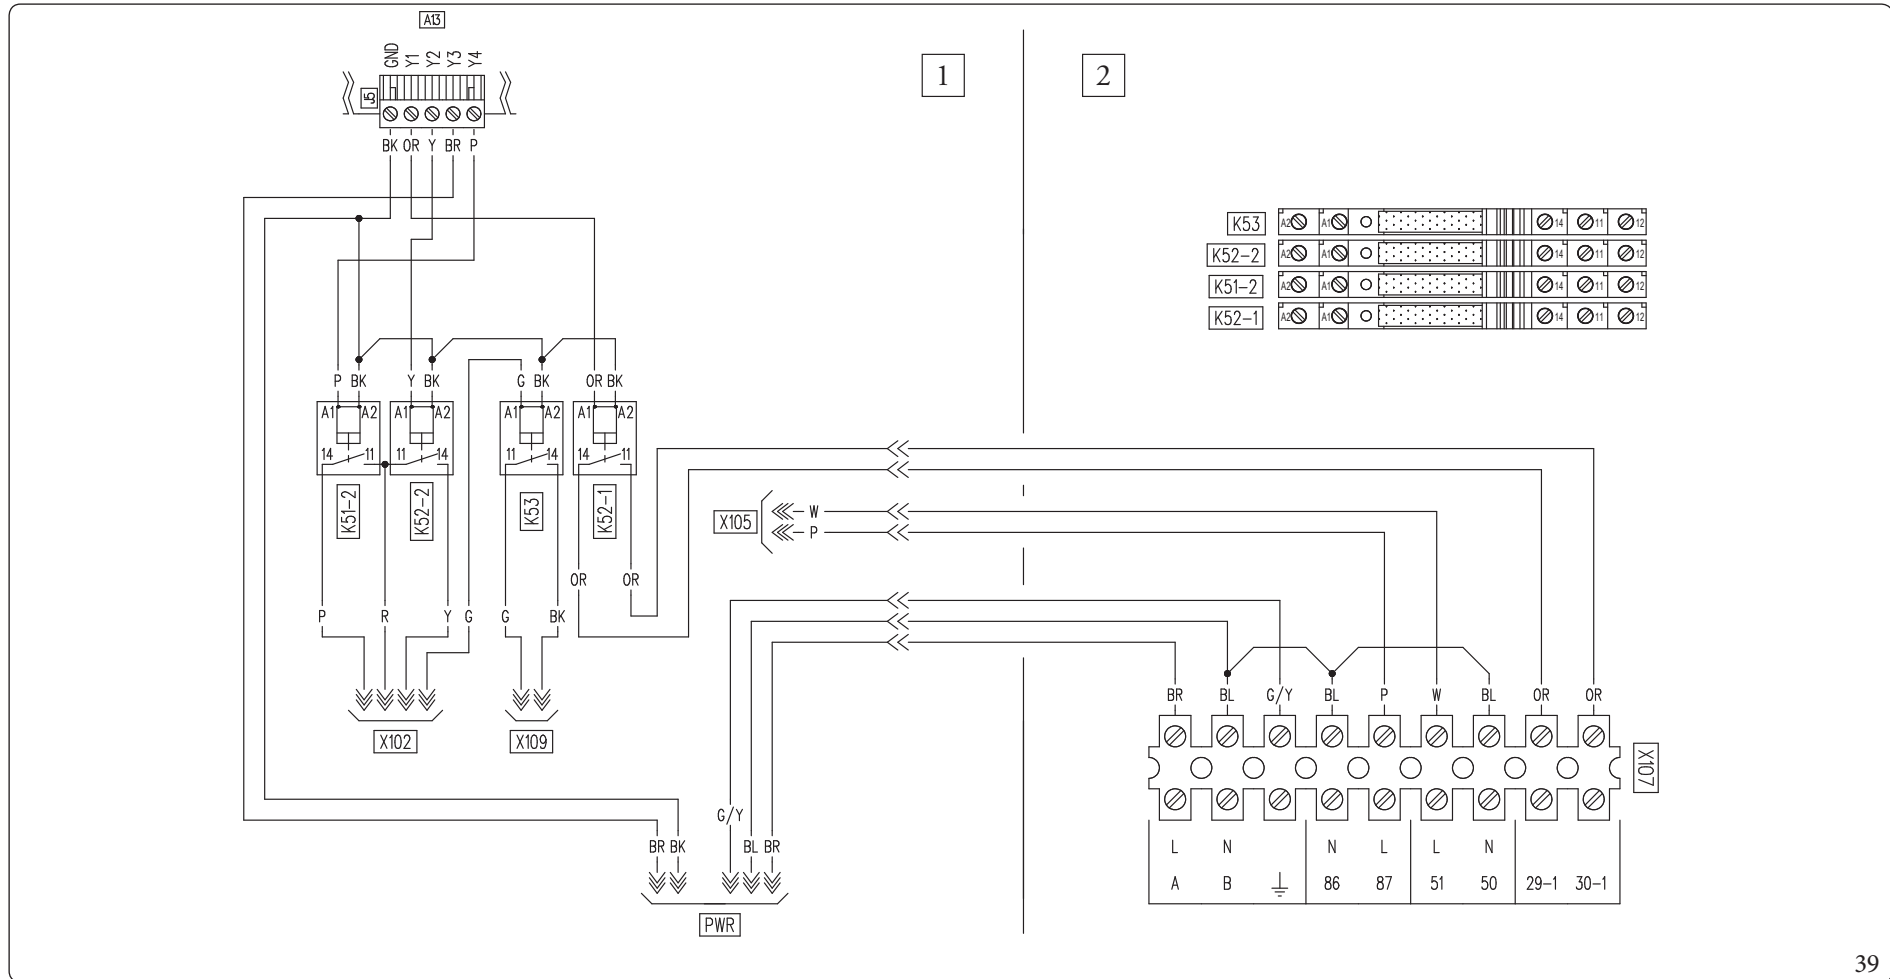 A13
GND Y1 Y2 Y3 Y4
J5
BK OR Y BR P
1
2
K53 A2 A1 14 11 12
K52-2 A2 A1 14 11 12
K51-2 A2 A1 14 11 12
K52-1 A2 A1 14 11 12
P BK Y BK G BK OR BK
A1 A2 A1 A2 A1 A2 A1 A2
14 11 11 14 11 14 14 11
K51-2 K52-2 K53 K52-1
X105
W
P
OR OR
P R Y G G BK
X102
X109
BR BL G/Y BL P W BL OR OR
X107
G/Y
BR BK BL BR
PWR
L N N L L N
A B 86 87 51 50 29-1 30-1
39